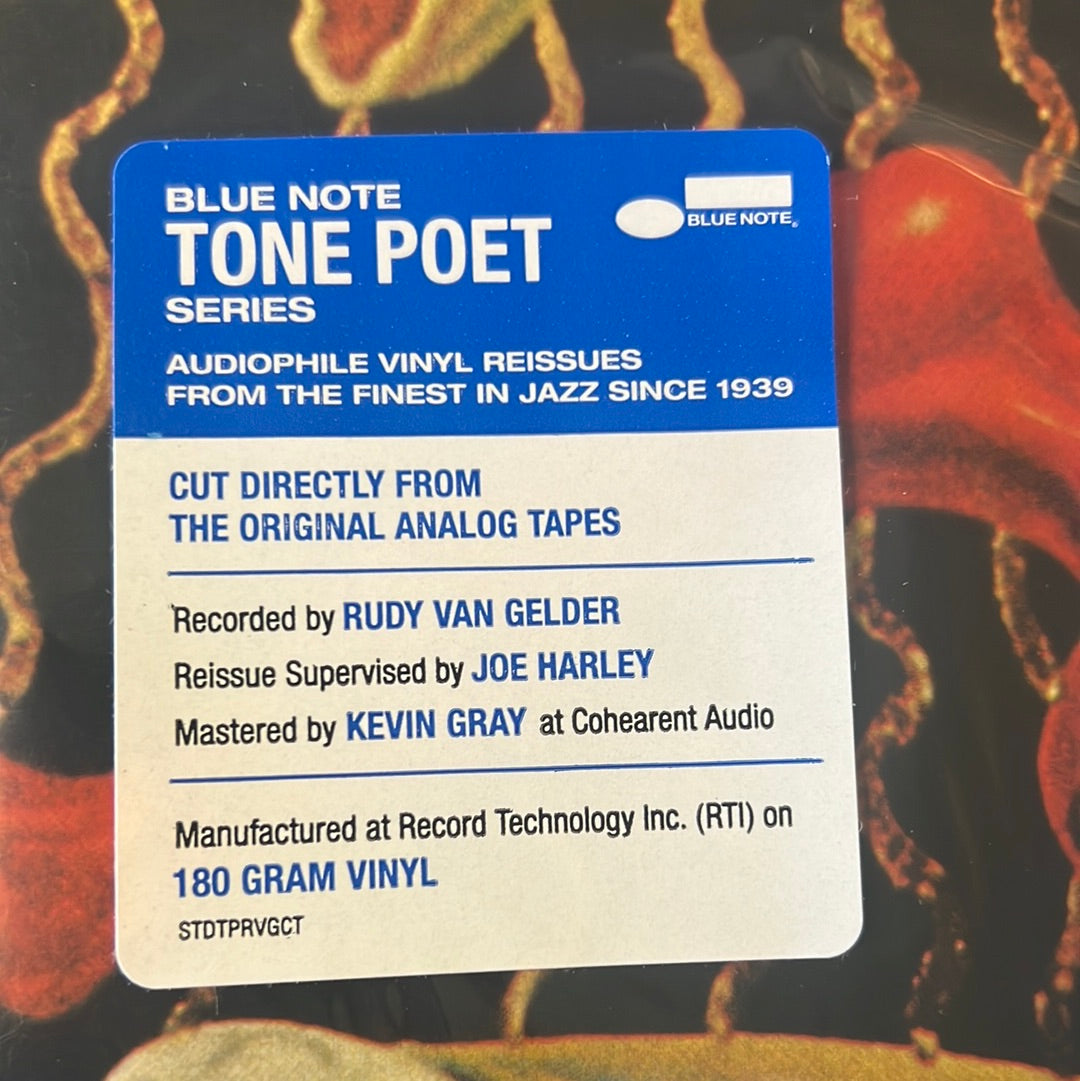 BLUE NOTE
TONE POET
SERIES
BLUE NOTE®
AUDIOPHILE VINYL REISSUES
FROM THE FINEST IN JAZZ SINCE 1939
CUT DIRECTLY FROM
THE ORIGINAL ANALOG TAPES
Recorded by RUDY VAN GELDER
Reissue Supervised by JOE HARLEY
Mastered by KEVIN GRAY at Cohearent Audio
Manufactured at Record Technology Inc. (RTI) on
180 GRAM VINYL
STDTPRVGCT